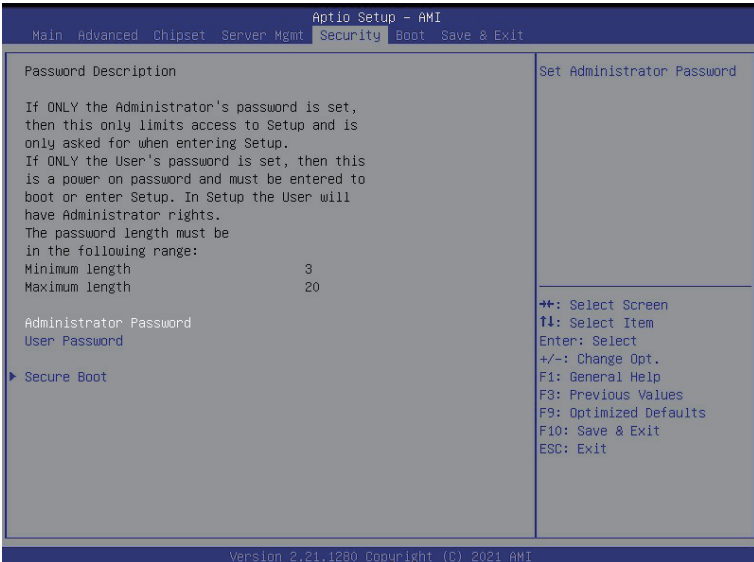 Aptio Setup - AMI
Main Advanced Chipset Server Mgmt Security Boot Save & Exit
Password Description
If ONLY the Administrator's password is set,
then this only limits access to Setup and is
only asked for when entering Setup.
If ONLY the User's password is set, then this
is a power on password and must be entered to
boot or enter Setup. In Setup the User will
have Administrator rights.
The password length must be
in the following range:
Minimum length 3
Maximum length 20
Administrator Password
User Password
Secure Boot
Set Administrator Password
→←: Select Screen
↑↓: Select Item
Enter: Select
+/-: Change Opt.
F1: General Help
F3: Previous Values
F9: Optimized Defaults
F10: Save & Exit
ESC: Exit
Version 2.21.1280 Copyright (C) 2021 AMI